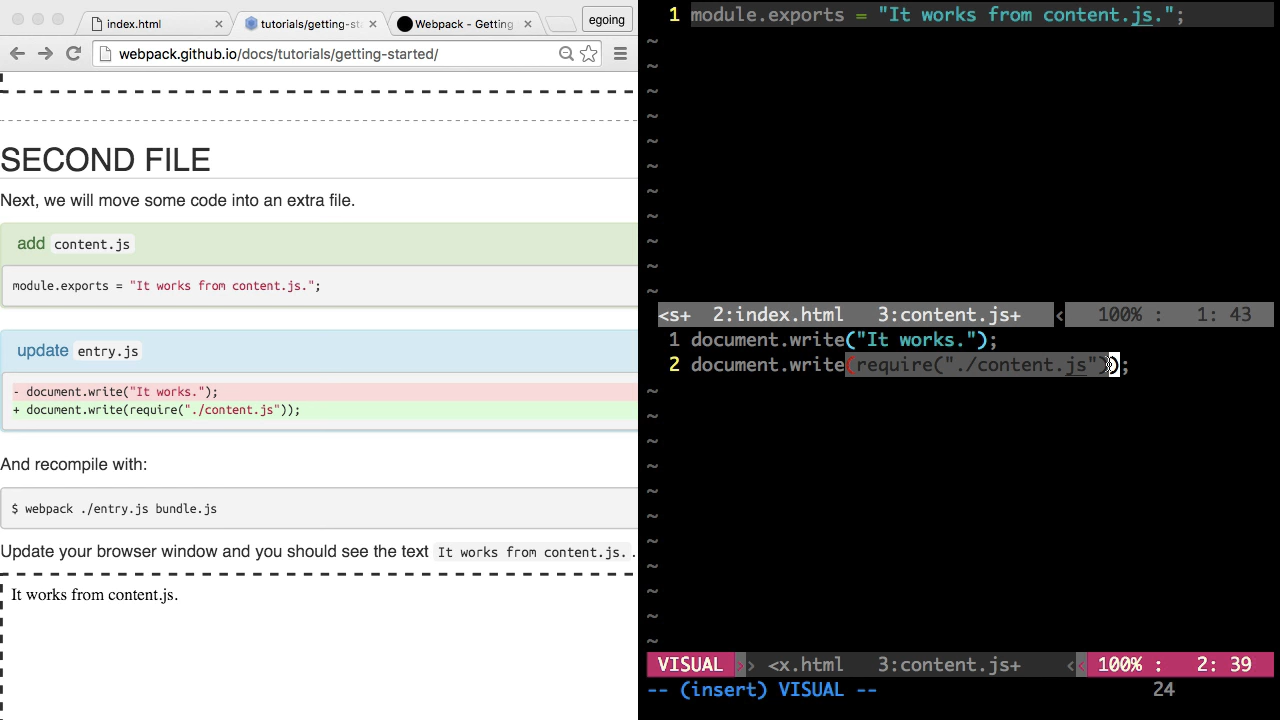 index.html
tutorials/getting-st
Webpack - Getting
egoing
webpack.github.io/docs/tutorials/getting-started/
SECOND FILE
Next, we will move some code into an extra file.
add content.js
module.exports = "It works from content.js.";
update entry.js
- document.write("It works.");
+ document.write(require("./content.js"));
And recompile with:
$ webpack ./entry.js bundle.js
Update your browser window and you should see the text It works from content.js. .
It works from content.js.
1 module.exports = "It works from content.js.";
~
~
~
~
~
~
~
~
~
~
~
<s+ 2:index.html 3:content.js+ < 100% : 1: 43
1 document.write("It works.");
2 document.write(require("./content.js"));
~
~
~
~
~
~
~
~
~
~
~
VISUAL > > <x.html 3:content.js+ < < 100% : 2: 39
-- (insert) VISUAL -- 24